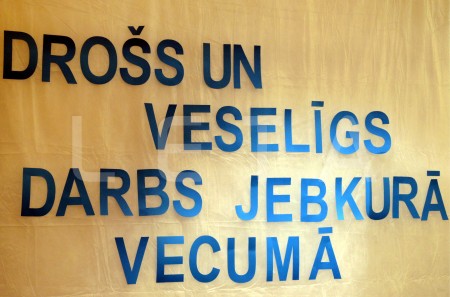 DROŠS UN
VESELĪGS
DARBS JEBKURĀ
VECUMĀ